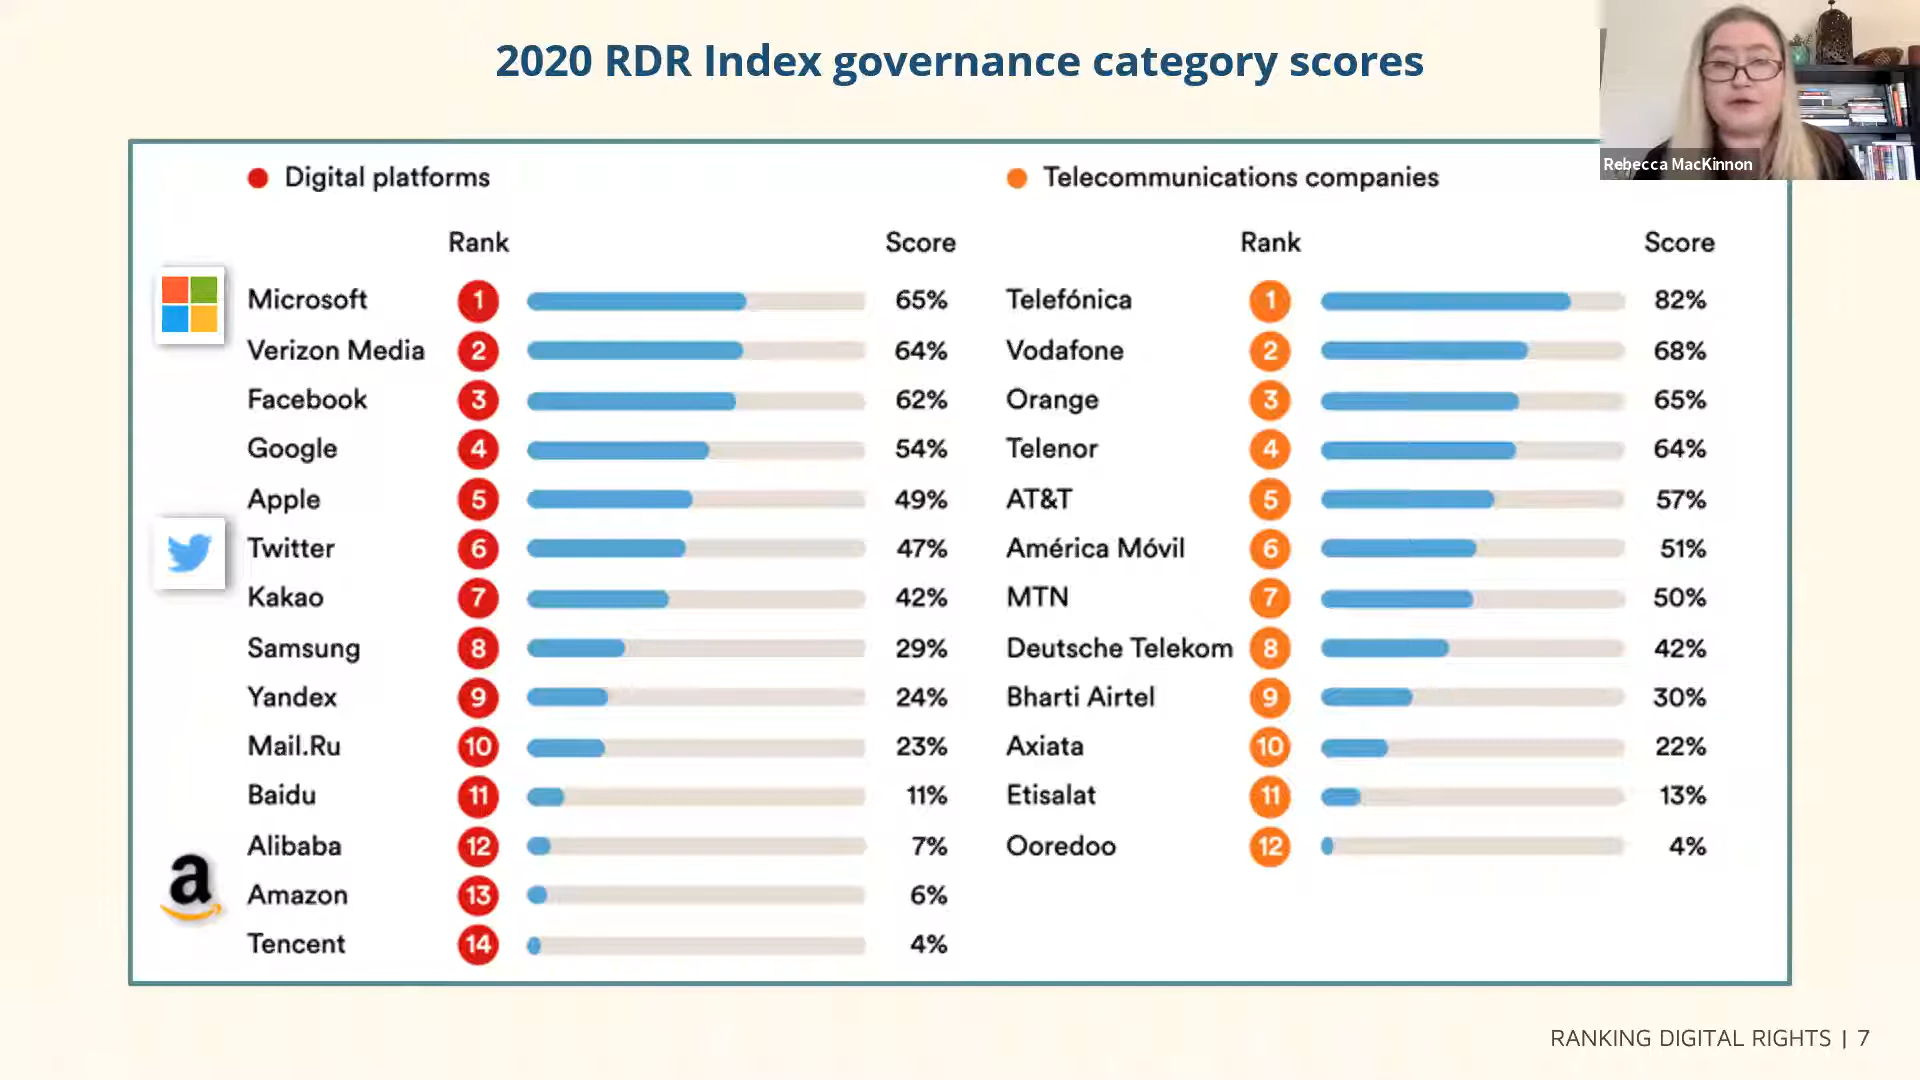 2020 RDR Index governance category scores
Rebecca MacKinnon
Digital platforms
Rank Score
Microsoft 1 65%
Verizon Media 2 64%
Facebook 3 62%
Google 4 54%
Apple 5 49%
Twitter 6 47%
Kakao 7 42%
Samsung 8 29%
Yandex 9 24%
Mail.Ru 10 23%
Baidu 11 11%
Alibaba 12 7%
a
Amazon 13 6%
Tencent 14 4%
Telecommunications companies
Rank Score
Telefónica 1 82%
Vodafone 2 68%
Orange 3 65%
Telenor 4 64%
AT&T 5 57%
América Móvil 6 51%
MTN 7 50%
Deutsche Telekom 8 42%
Bharti Airtel 9 30%
Axiata 10 22%
Etisalat 11 13%
Ooredoo 12 4%
RANKING DIGITAL RIGHTS | 7